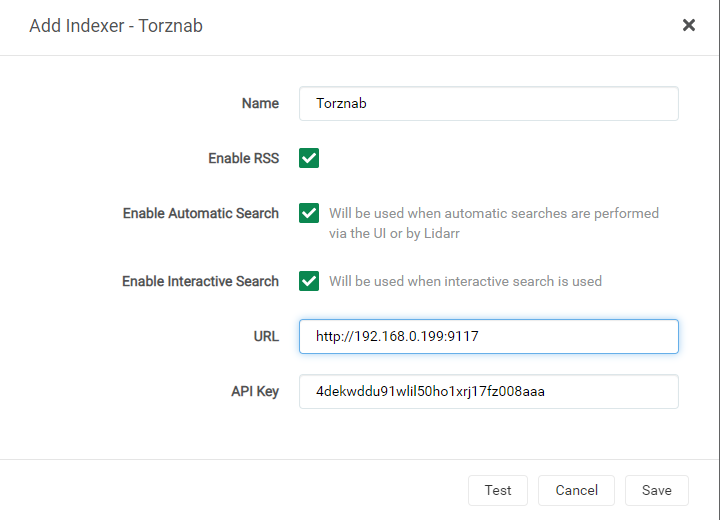 Add Indexer - Torznab
Name
Torznab
Enable RSS
Enable Automatic Search
Will be used when automatic searches are performed
via the UI or by Lidarr
Enable Interactive Search
Will be used when interactive search is used
URL
http://192.168.0.199:9117
API Key
4dekwddu91wlil50ho1xrj17fz008aaa
Test
Cancel
Save